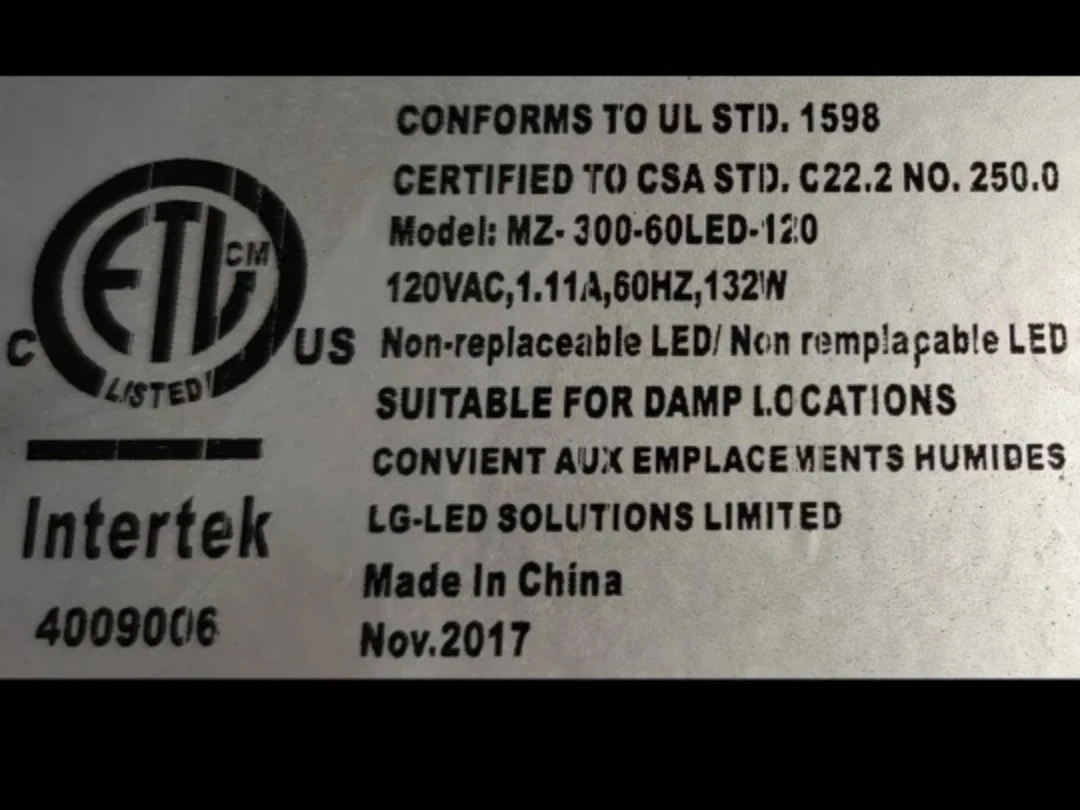 CONFORMS TO UL STD. 1598
CERTIFIED TO CSA STD. C22.2 NO. 250.0
Model: MZ- 300-60LED-120
120VAC,1.11A,60HZ,132W
Non-replaceable LED/ Non remplaçable LED
SUITABLE FOR DAMP LOCATIONS
CONVIENT AUX EMPLACEMENTS HUMIDES
LG-LED SOLUTIONS LIMITED
Made In China
Nov.2017
ETL CM
C US
LISTED
Intertek
4009006